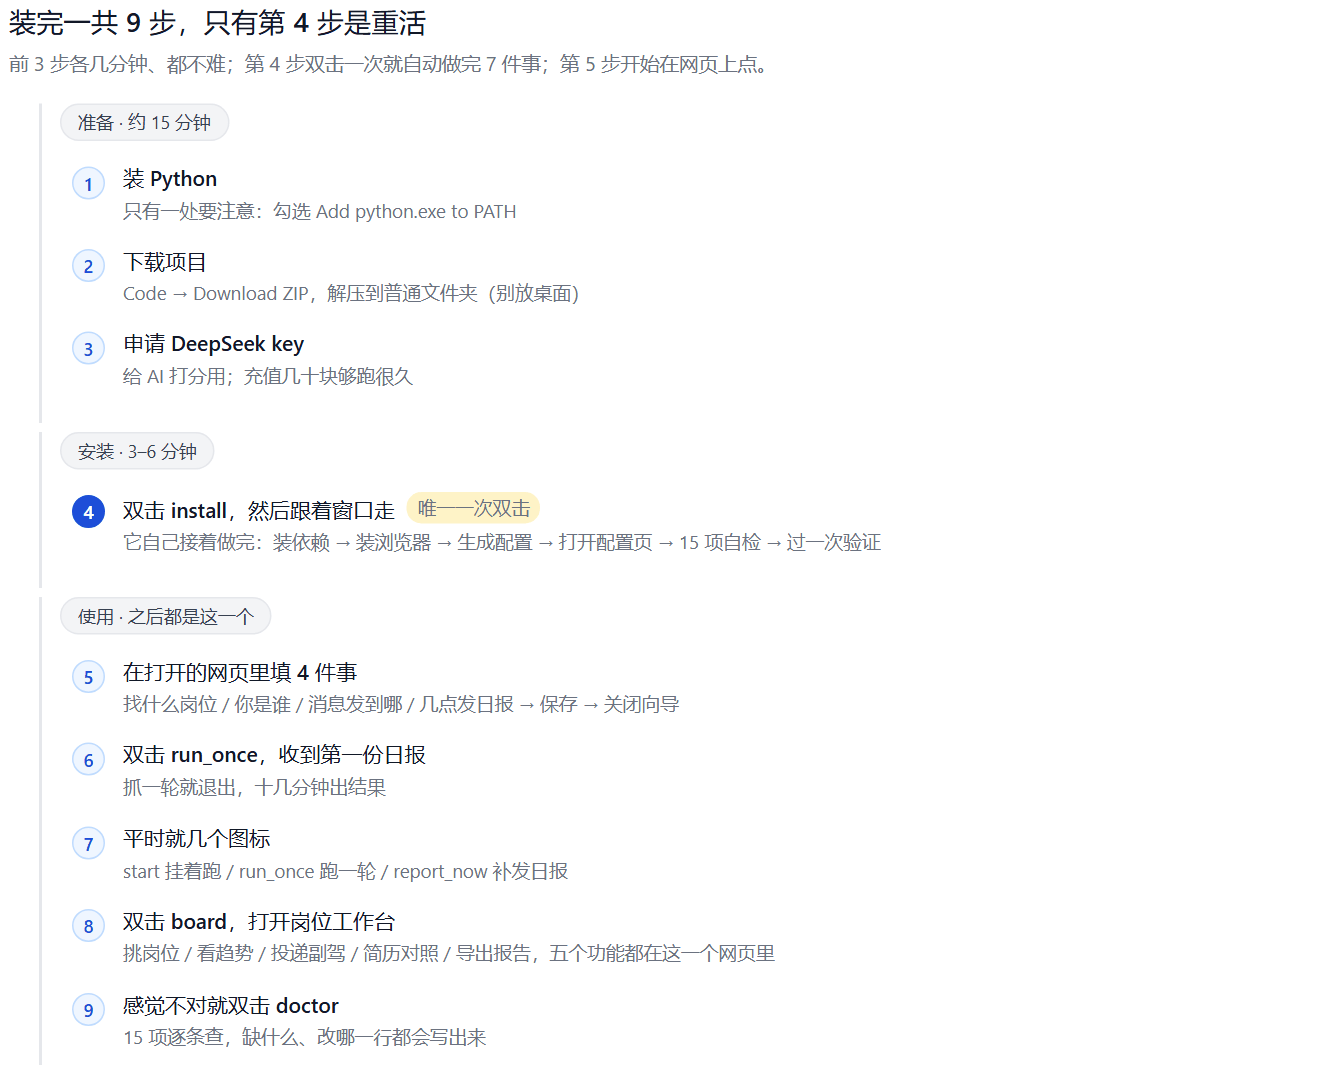 装完一共 9 步，只有第 4 步是重活
前 3 步各几分钟、都不难；第 4 步双击一次就自动做完 7 件事；第 5 步开始在网页上点。
准备 · 约 15 分钟
1 装 Python
只有一处要注意：勾选 Add python.exe to PATH
2 下载项目
Code → Download ZIP，解压到普通文件夹（别放桌面）
3 申请 DeepSeek key
给 AI 打分用；充值几十块够跑很久
安装 · 3–6 分钟
4 双击 install，然后跟着窗口走 唯一一次双击
它自己接着做完：装依赖 → 装浏览器 → 生成配置 → 打开配置页 → 15 项自检 → 过一次验证
使用 · 之后都是这一个
5 在打开的网页里填 4 件事
找什么岗位 / 你是谁 / 消息发到哪 / 几点发日报 → 保存 → 关闭向导
6 双击 run_once，收到第一份日报
抓一轮就退出，十几分钟出结果
7 平时就几个图标
start 挂着跑 / run_once 跑一轮 / report_now 补发日报
8 双击 board，打开岗位工作台
挑岗位 / 看趋势 / 投递副驾 / 简历对照 / 导出报告，五个功能都在这一个网页里
9 感觉不对就双击 doctor
15 项逐条查，缺什么、改哪一行都会写出来